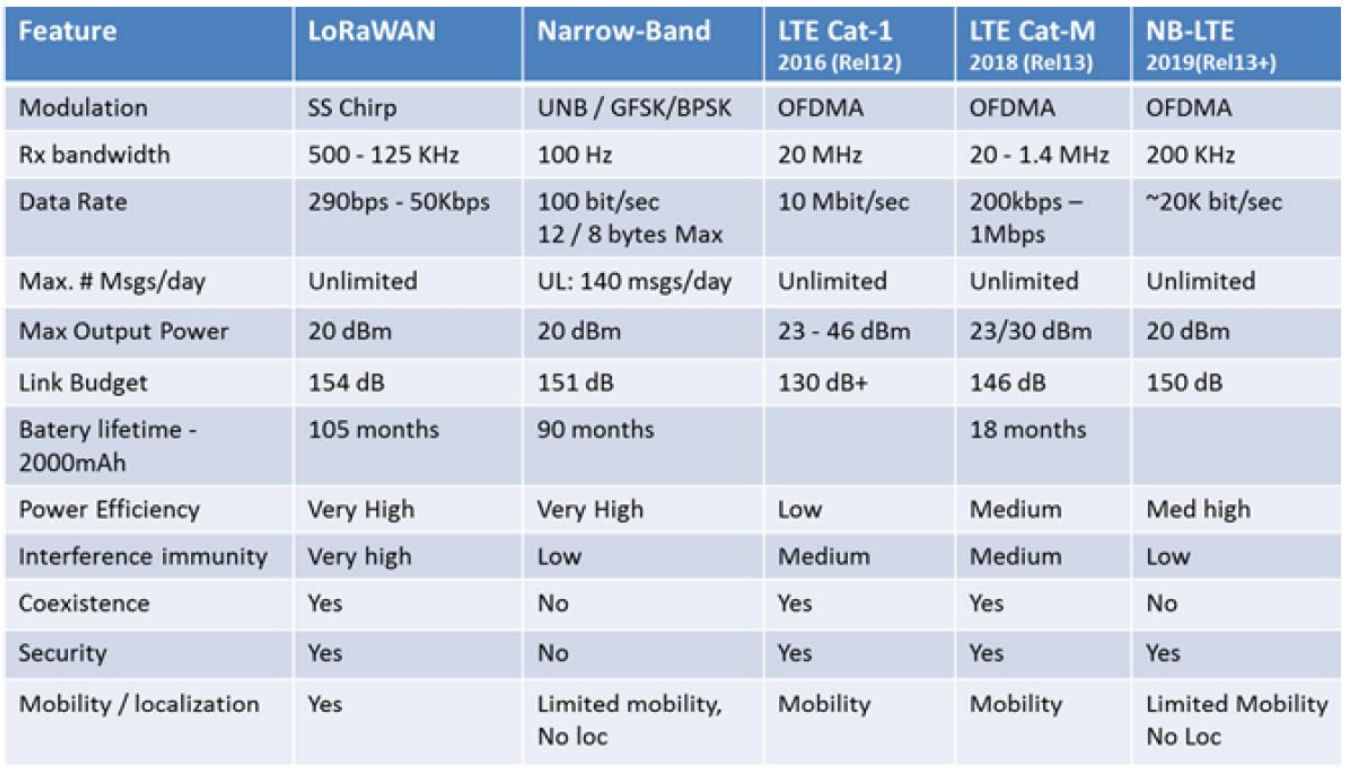 Feature LoRaWAN Narrow-Band LTE Cat-1 LTE Cat-M NB-LTE
2016 (Rel12) 2018 (Rel13) 2019(Rel13+)
Modulation SS Chirp UNB / GFSK/BPSK OFDMA OFDMA OFDMA
Rx bandwidth 500 - 125 KHz 100 Hz 20 MHz 20 - 1.4 MHz 200 KHz
Data Rate 290bps - 50Kbps 100 bit/sec 10 Mbit/sec 200kbps – ~20K bit/sec
12 / 8 bytes Max 1Mbps
Max. # Msgs/day Unlimited UL: 140 msgs/day Unlimited Unlimited Unlimited
Max Output Power 20 dBm 20 dBm 23 - 46 dBm 23/30 dBm 20 dBm
Link Budget 154 dB 151 dB 130 dB+ 146 dB 150 dB
Batery lifetime - 105 months 90 months 18 months
2000mAh
Power Efficiency Very High Very High Low Medium Med high
Interference immunity Very high Low Medium Medium Low
Coexistence Yes No Yes Yes No
Security Yes No Yes Yes Yes
Mobility / localization Yes Limited mobility, Mobility Mobility Limited Mobility
No loc No Loc